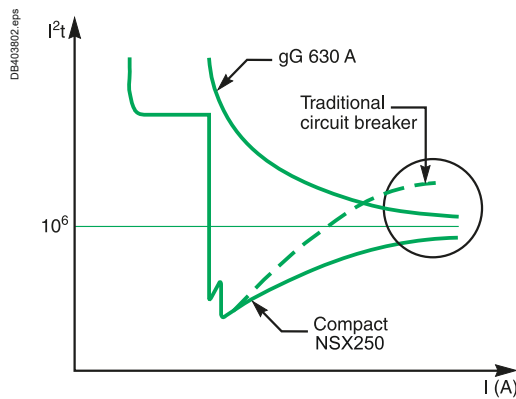 DB403802.eps
I²t
gG 630 A
Traditional
circuit breaker
10⁶
Compact
NSX250
I (A)